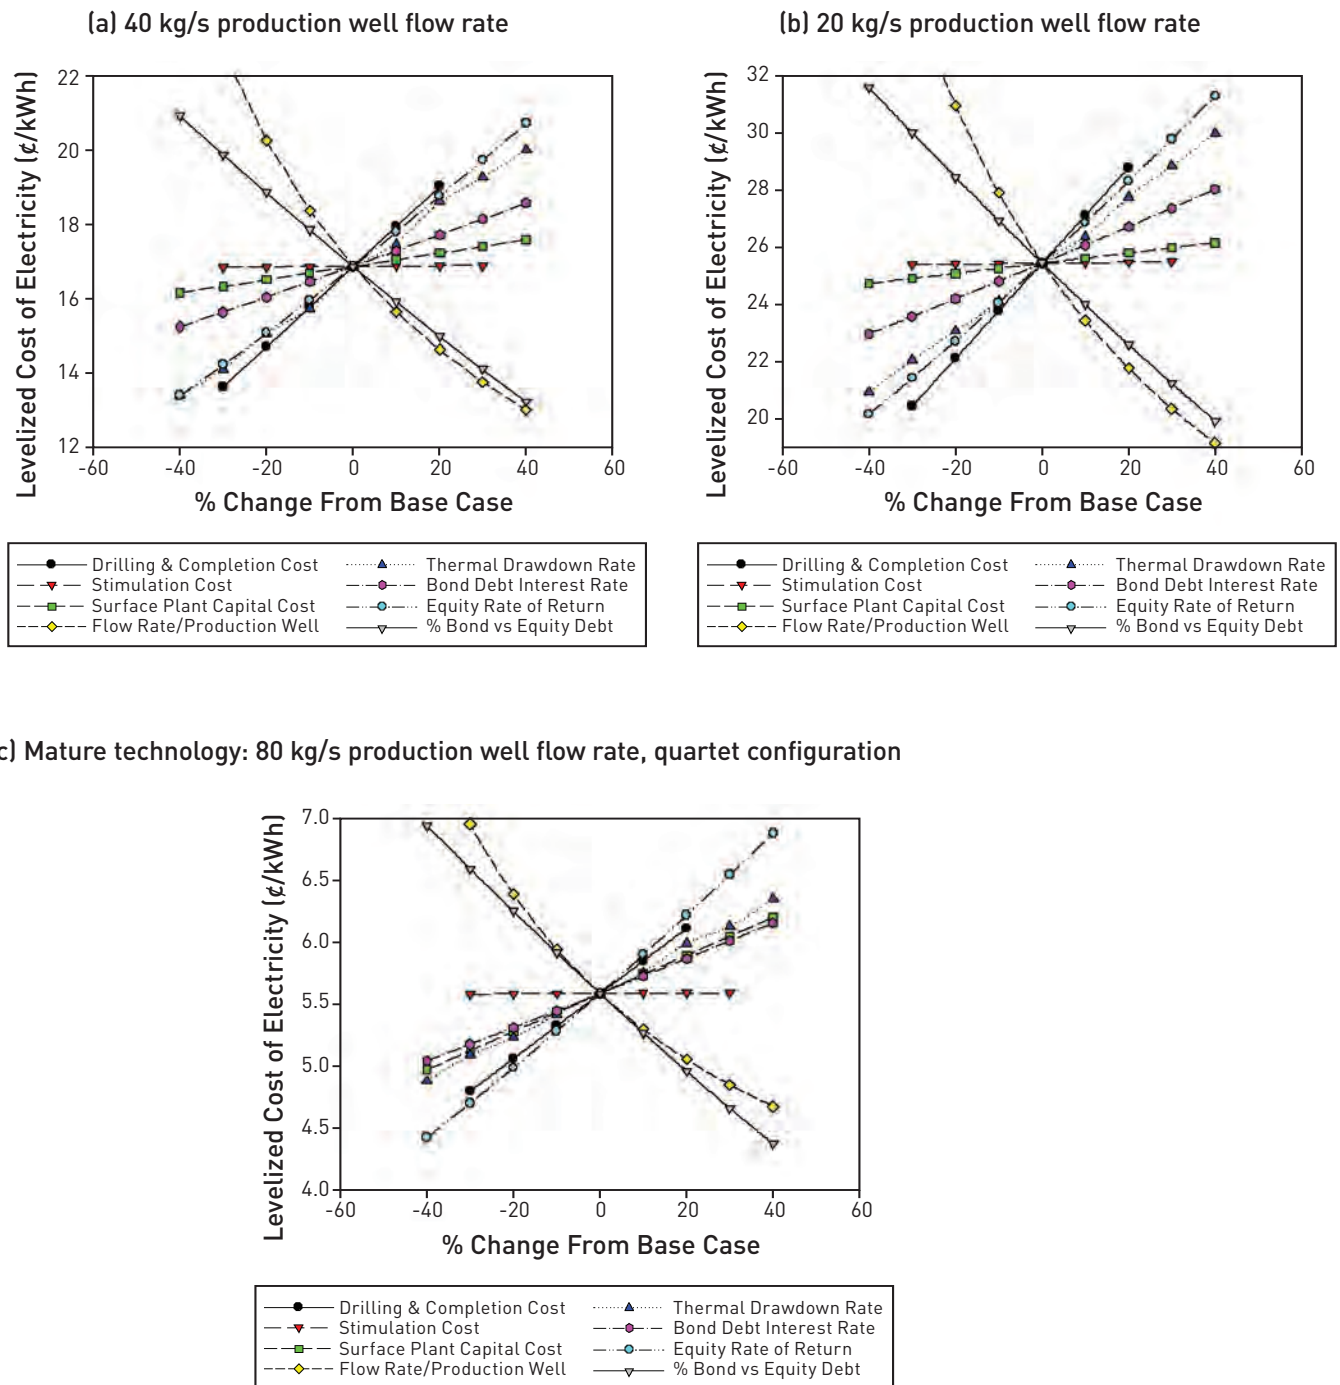 (a) 40 kg/s production well flow rate
Levelized Cost of Electricity (¢/kWh)
22
20
18
16
14
12
-60
-40
-20
0
20
40
60
% Change From Base Case
Drilling & Completion Cost
Stimulation Cost
Surface Plant Capital Cost
Flow Rate/Production Well
Thermal Drawdown Rate
Bond Debt Interest Rate
Equity Rate of Return
% Bond vs Equity Debt
(b) 20 kg/s production well flow rate
Levelized Cost of Electricity (¢/kWh)
32
30
28
26
24
22
20
-60
-40
-20
0
20
40
60
% Change From Base Case
Drilling & Completion Cost
Stimulation Cost
Surface Plant Capital Cost
Flow Rate/Production Well
Thermal Drawdown Rate
Bond Debt Interest Rate
Equity Rate of Return
% Bond vs Equity Debt
c) Mature technology: 80 kg/s production well flow rate, quartet configuration
Levelized Cost of Electricity (¢/kWh)
7.0
6.5
6.0
5.5
5.0
4.5
4.0
-60
-40
-20
0
20
40
60
% Change From Base Case
Drilling & Completion Cost
Stimulation Cost
Surface Plant Capital Cost
Flow Rate/Production Well
Thermal Drawdown Rate
Bond Debt Interest Rate
Equity Rate of Return
% Bond vs Equity Debt